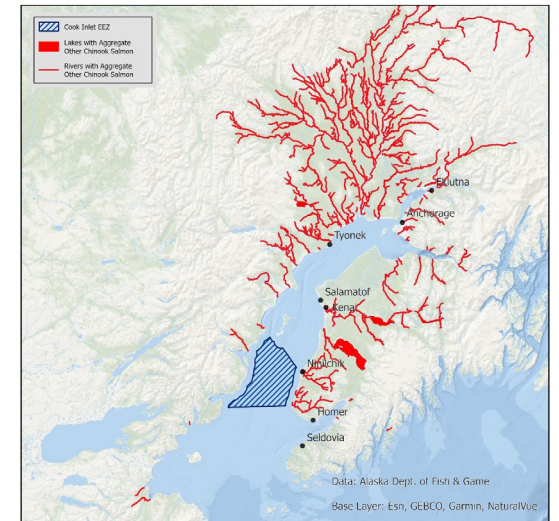 Cook Inlet EEZ
Lakes with Aggregate
Other Chinook Salmon
Rivers with Aggregate
Other Chinook Salmon
Eklutna
Anchorage
Tyonek
Salamatof
Kenai
Ninilchik
Homer
Seldovia
Data: Alaska Dept. of Fish & Game
Base Layer: Esri, GEBCO, Garmin, NaturalVue